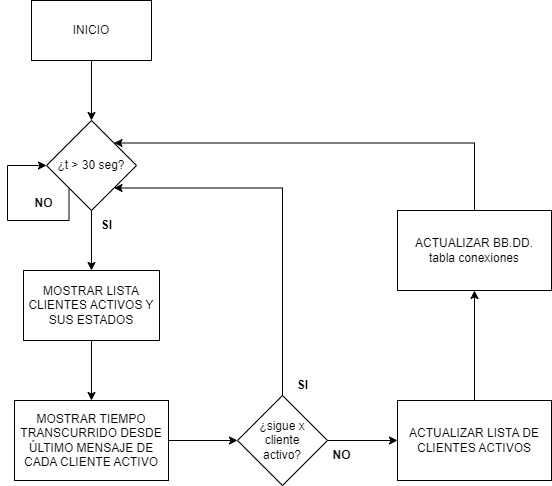 INICIO
¿t > 30 seg?
NO
SI
MOSTRAR LISTA
CLIENTES ACTIVOS Y
SUS ESTADOS
MOSTRAR TIEMPO
TRANSCURRIDO DESDE
ÚLTIMO MENSAJE DE
CADA CLIENTE ACTIVO
¿sigue x
cliente
activo?
SI
NO
ACTUALIZAR LISTA DE
CLIENTES ACTIVOS
ACTUALIZAR BB.DD.
tabla conexiones